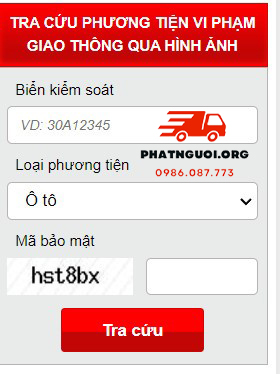 TRA CỨU PHƯƠNG TIỆN VI PHẠM
GIAO THÔNG QUA HÌNH ẢNH
Biển kiểm soát
VD: 30A12345
PHATNGUOI.ORG
0986.087.773
Loại phương tiện
Ô tô
Mã bảo mật
hst8bx
Tra cứu